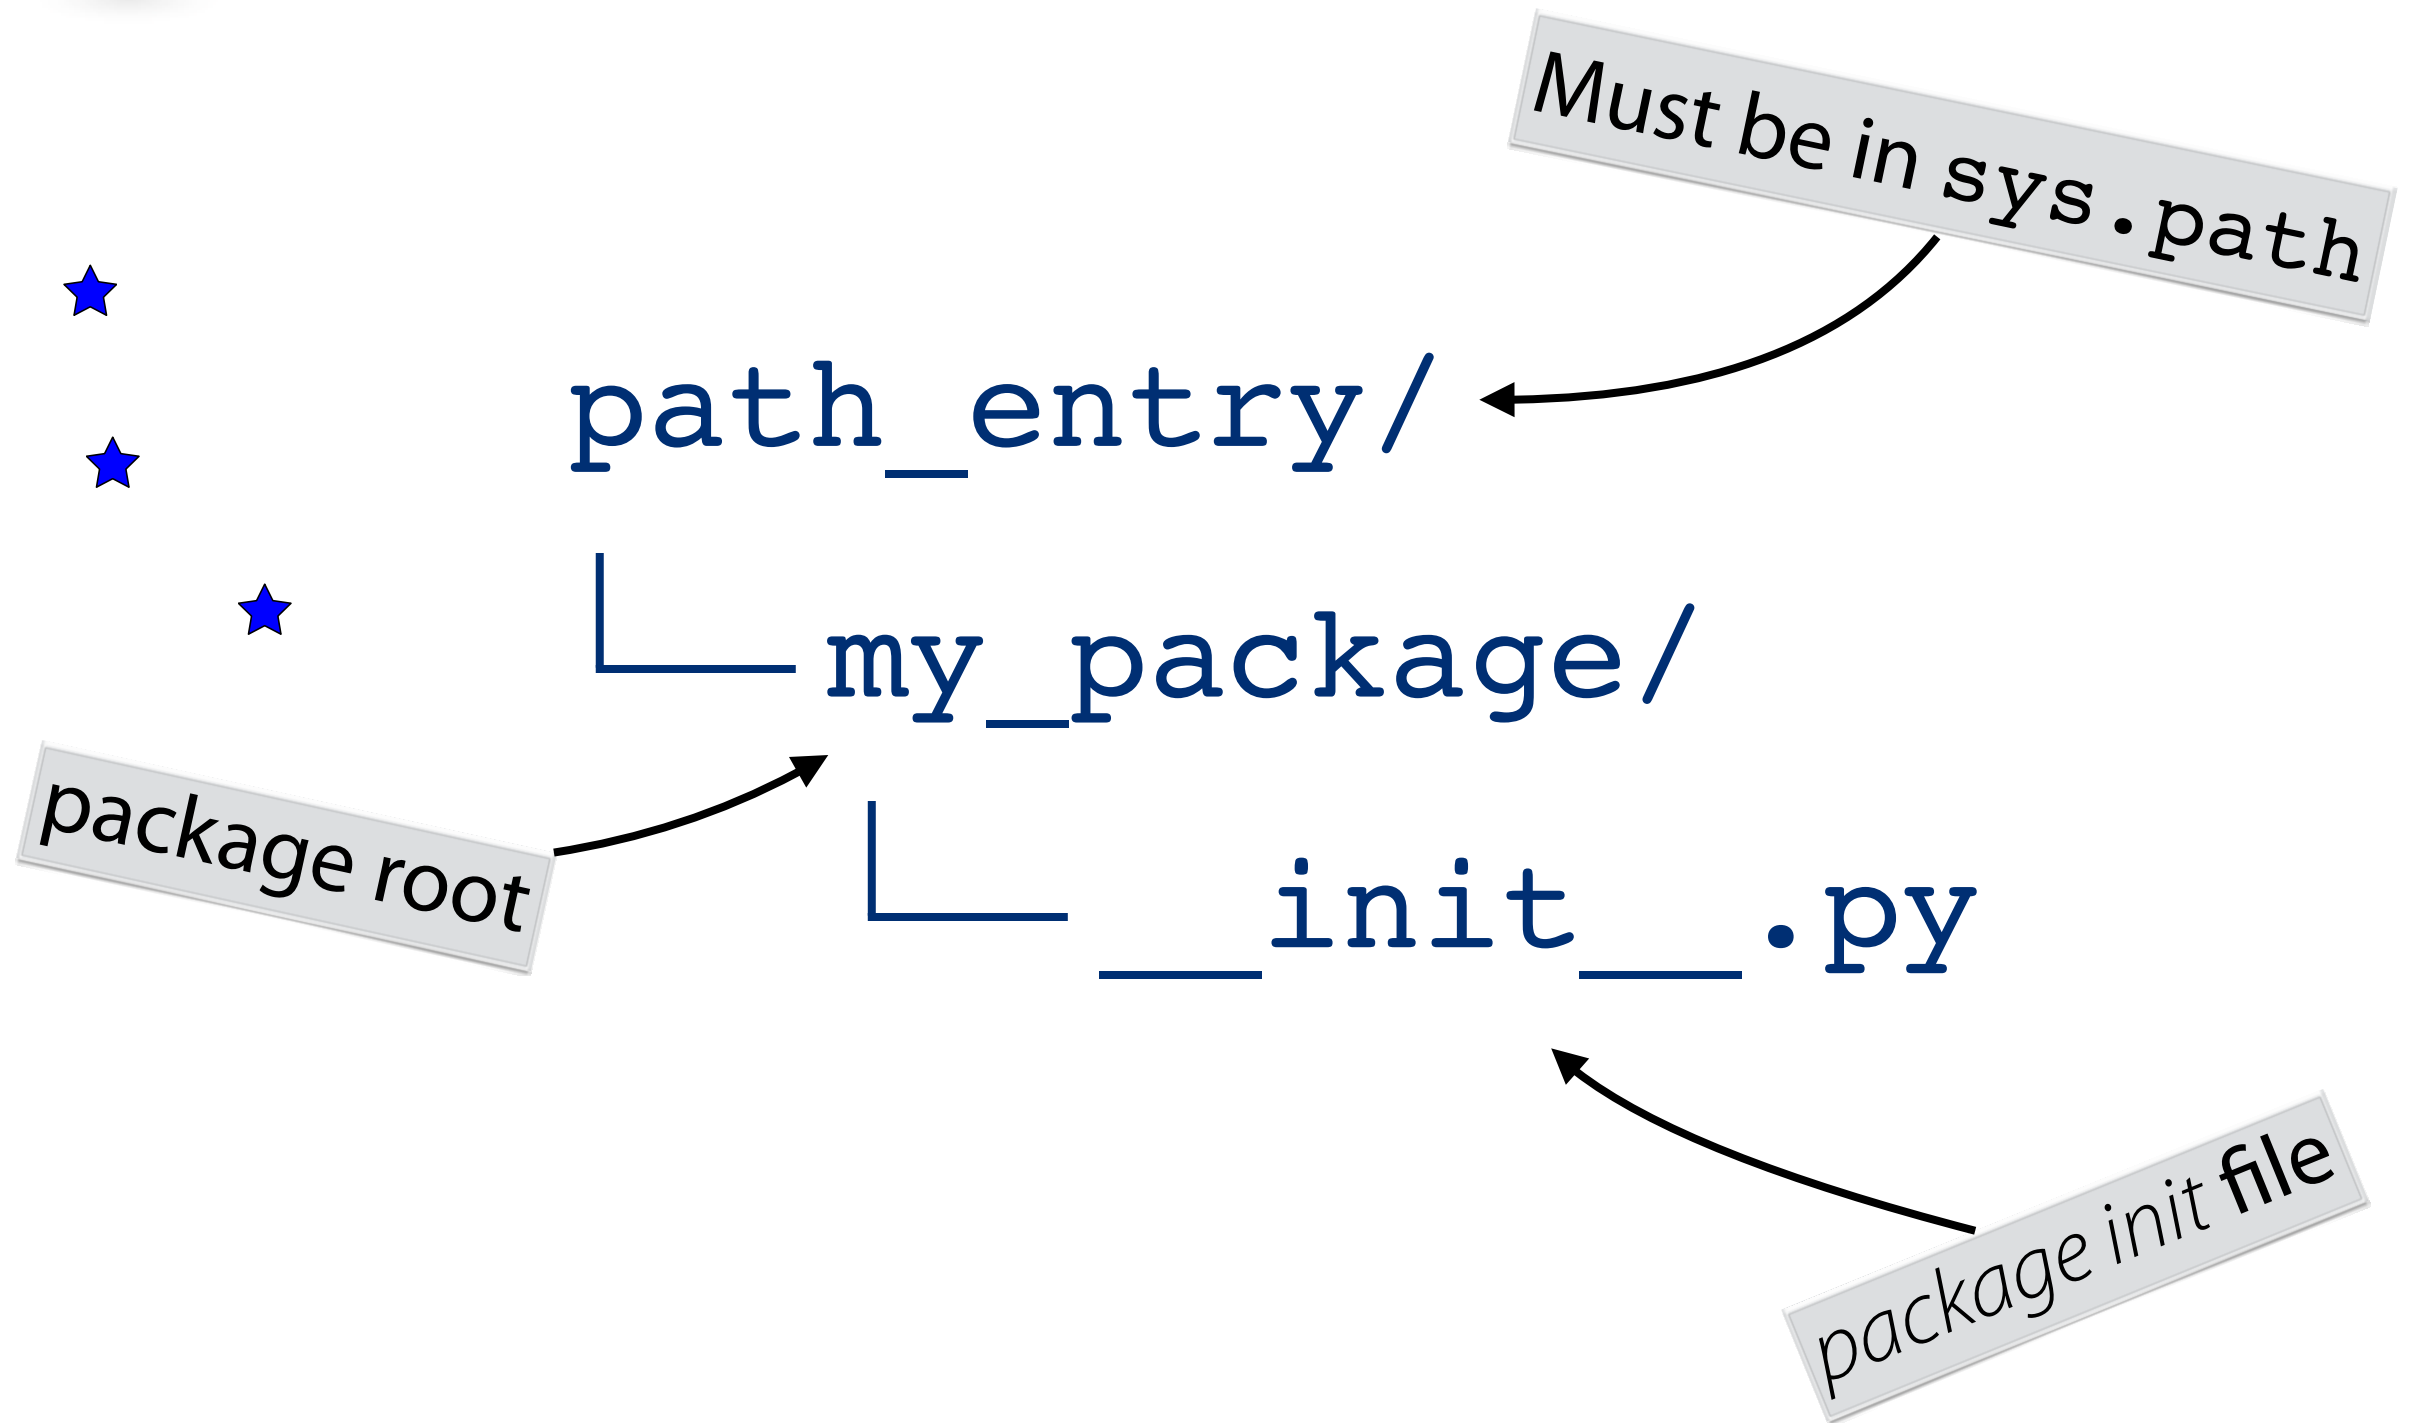 Must be in sys.path
path_entry/
my_package/
package root
__init__.py
package init file